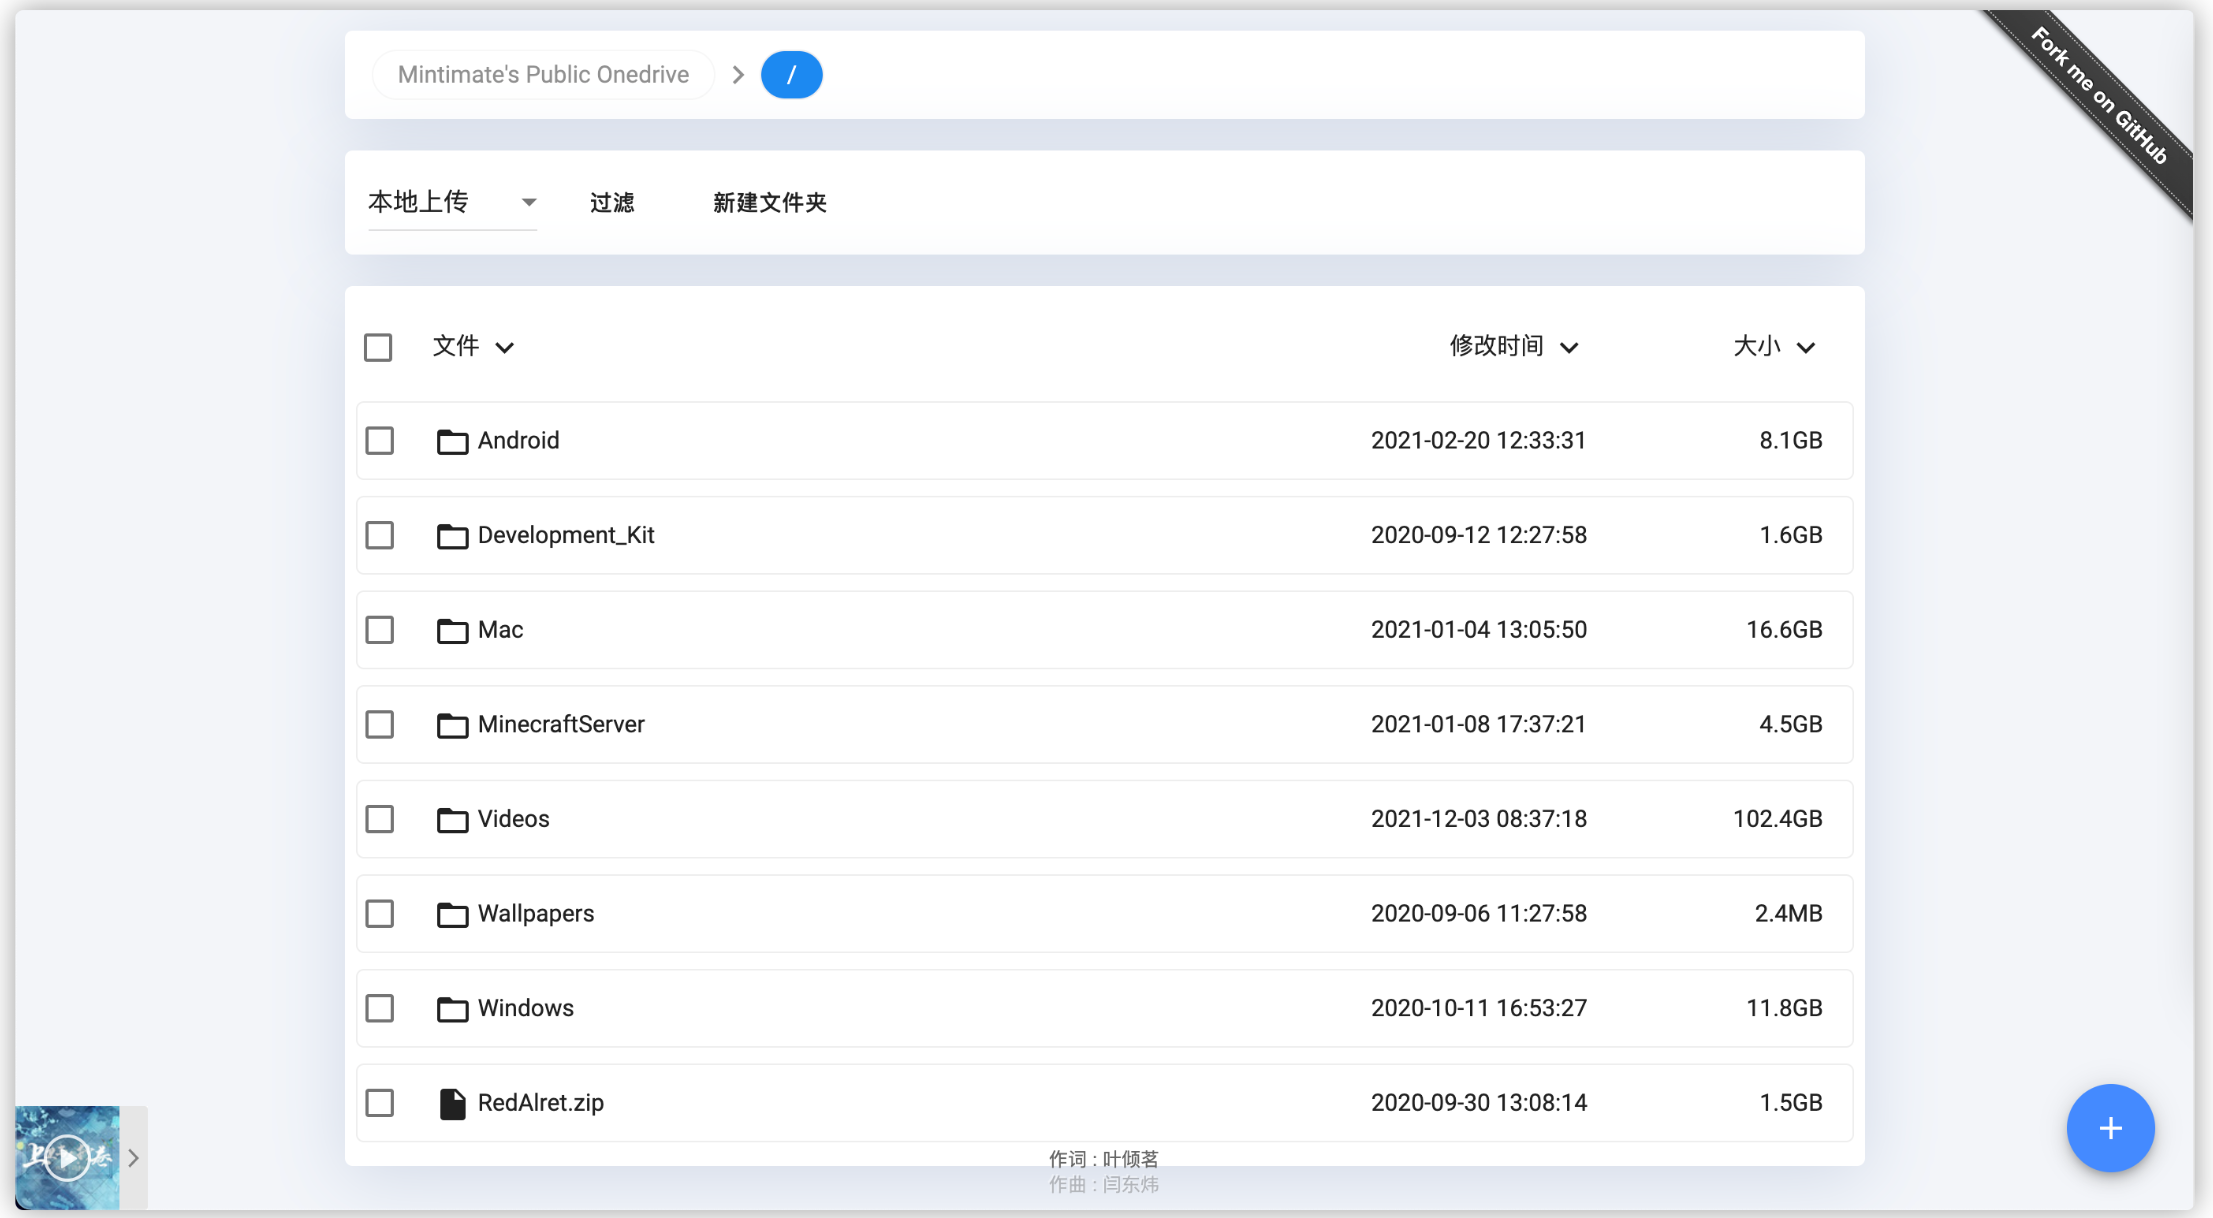 Mintimate's Public Onedrive
/
Fork me on GitHub
本地上传 过滤 新建文件夹
文件 修改时间 大小
Android 2021-02-20 12:33:31 8.1GB
Development_Kit 2020-09-12 12:27:58 1.6GB
Mac 2021-01-04 13:05:50 16.6GB
MinecraftServer 2021-01-08 17:37:21 4.5GB
Videos 2021-12-03 08:37:18 102.4GB
Wallpapers 2020-09-06 11:27:58 2.4MB
Windows 2020-10-11 16:53:27 11.8GB
RedAlret.zip 2020-09-30 13:08:14 1.5GB
作词 : 叶倾茗
作曲 : 闫东炜